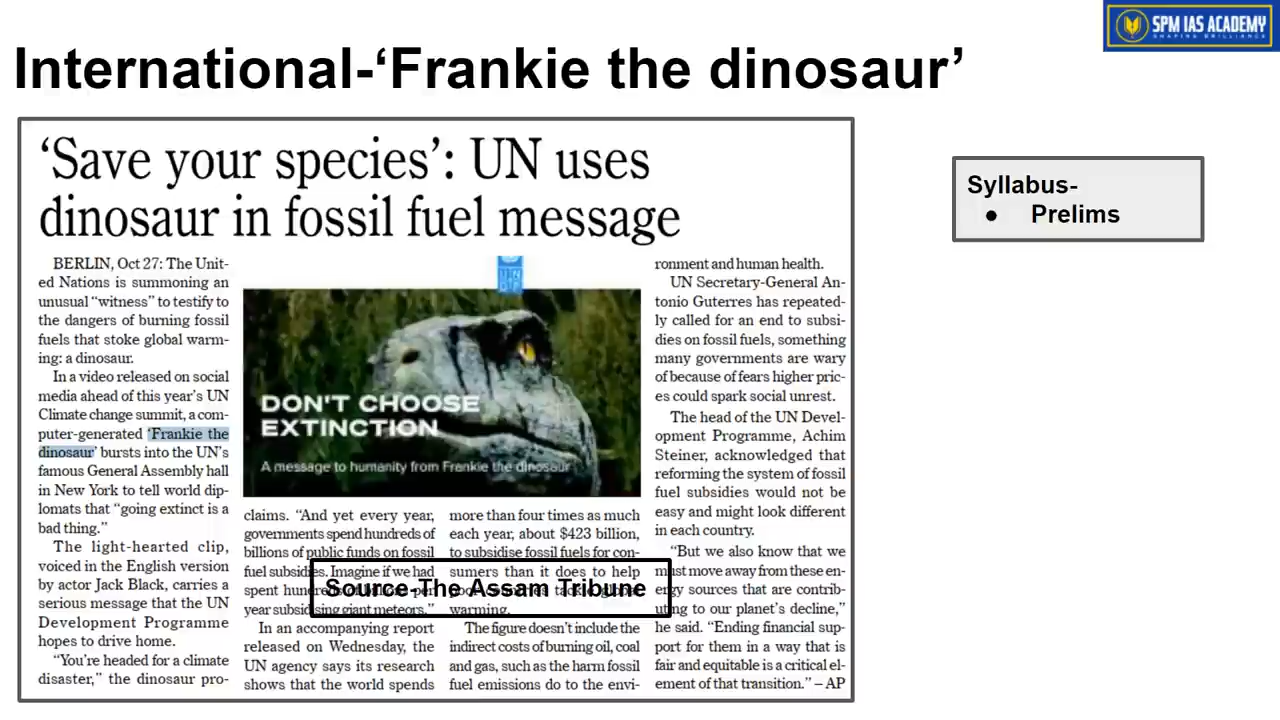 SPM IAS ACADEMY
SHAPING BRILLIANCE
International-‘Frankie the dinosaur’
‘Save your species’: UN uses
dinosaur in fossil fuel message
Syllabus-
● Prelims
BERLIN, Oct 27: The Unit-
ed Nations is summoning an
unusual “witness” to testify to
the dangers of burning fossil
fuels that stoke global warm-
ing: a dinosaur.
In a video released on social
media ahead of this year’s UN
Climate change summit, a com-
puter-generated ‘Frankie the
dinosaur’ bursts into the UN’s
famous General Assembly hall
in New York to tell world dip-
lomats that “going extinct is a
bad thing.”
The light-hearted clip,
voiced in the English version
by actor Jack Black, carries a
serious message that the UN
Development Programme
hopes to drive home.
“You’re headed for a climate
disaster,” the dinosaur pro-
UN
DP
DON'T CHOOSE
EXTINCTION
A message to humanity from Frankie the dinosaur
claims. “And yet every year,
governments spend hundreds of
billions of public funds on fossil
fuel subsidies. Imagine if we had
spent hundreds of billions per
year subsidising giant meteors.”
In an accompanying report
released on Wednesday, the
UN agency says its research
shows that the world spends
more than four times as much
each year, about $423 billion,
to subsidise fossil fuels for con-
sumers than it does to help
poor countries tackle global
warming.
The figure doesn’t include the
indirect costs of burning oil, coal
and gas, such as the harm fossil
fuel emissions do to the envi-
ronment and human health.
UN Secretary-General An-
tonio Guterres has repeated-
ly called for an end to subsi-
dies on fossil fuels, something
many governments are wary
of because of fears higher pric-
es could spark social unrest.
The head of the UN Devel-
opment Programme, Achim
Steiner, acknowledged that
reforming the system of fossil
fuel subsidies would not be
easy and might look different
in each country.
“But we also know that we
must move away from these en-
ergy sources that are contrib-
uting to our planet’s decline,”
he said. “Ending financial sup-
port for them in a way that is
fair and equitable is a critical el-
ement of that transition.” – AP
Source-The Assam Tribune